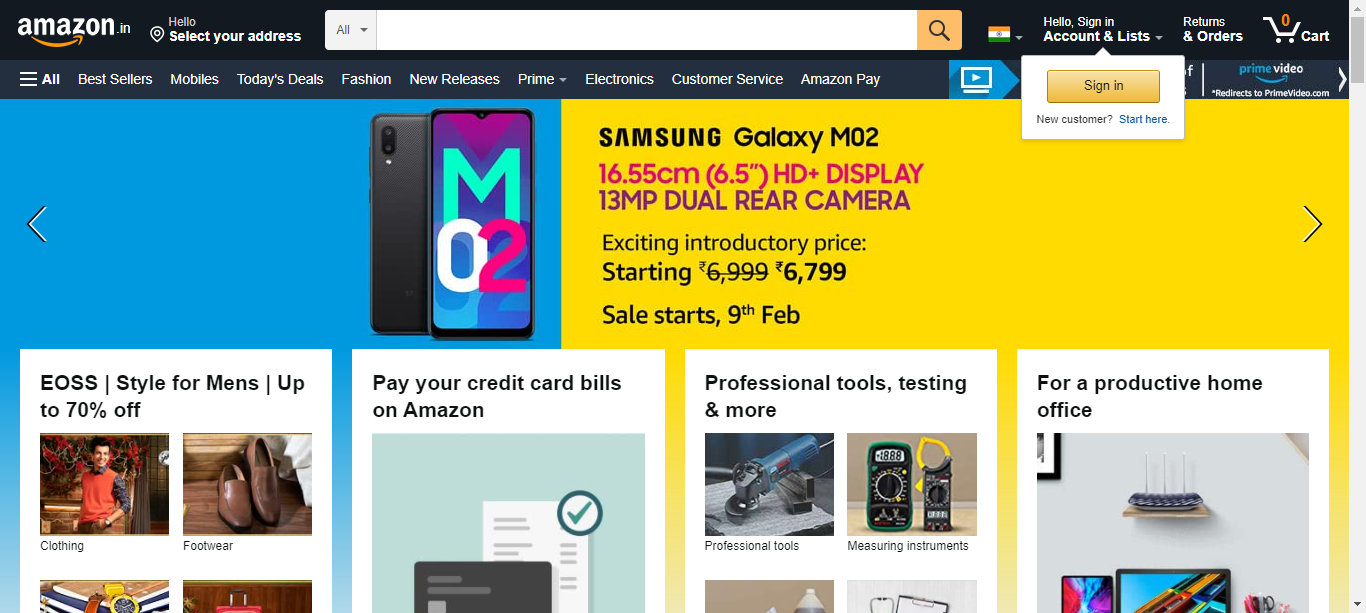 amazon.in
Hello
Select your address
All
Hello, Sign in
Account & Lists
Returns
& Orders
0
Cart
All
Best Sellers
Mobiles
Today's Deals
Fashion
New Releases
Prime
Electronics
Customer Service
Amazon Pay
prime video
*Redirects to PrimeVideo.com
Sign in
New customer? Start here.
SAMSUNG Galaxy M02
16.55cm (6.5”) HD+ DISPLAY
13MP DUAL REAR CAMERA
Exciting introductory price:
Starting ₹6,999 ₹6,799
Sale starts, 9th Feb
M
02
EOSS | Style for Mens | Up
to 70% off
Clothing
Footwear
Pay your credit card bills
on Amazon
Professional tools, testing
& more
Professional tools
Measuring instruments
For a productive home
office